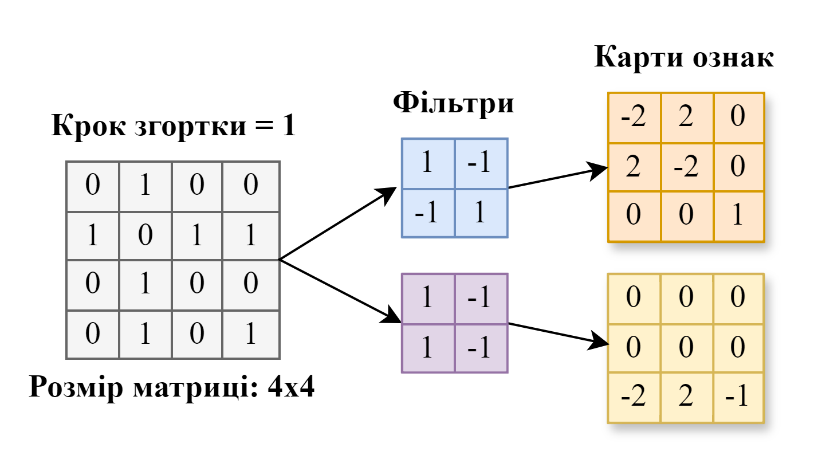 Карти ознак
Фільтри
Крок згортки = 1
0 1 0 0
1 0 1 1
0 1 0 0
0 1 0 1
Розмір матриці: 4x4
1 -1
-1 1
1 -1
1 -1
-2 2 0
2 -2 0
0 0 1
0 0 0
0 0 0
-2 2 -1